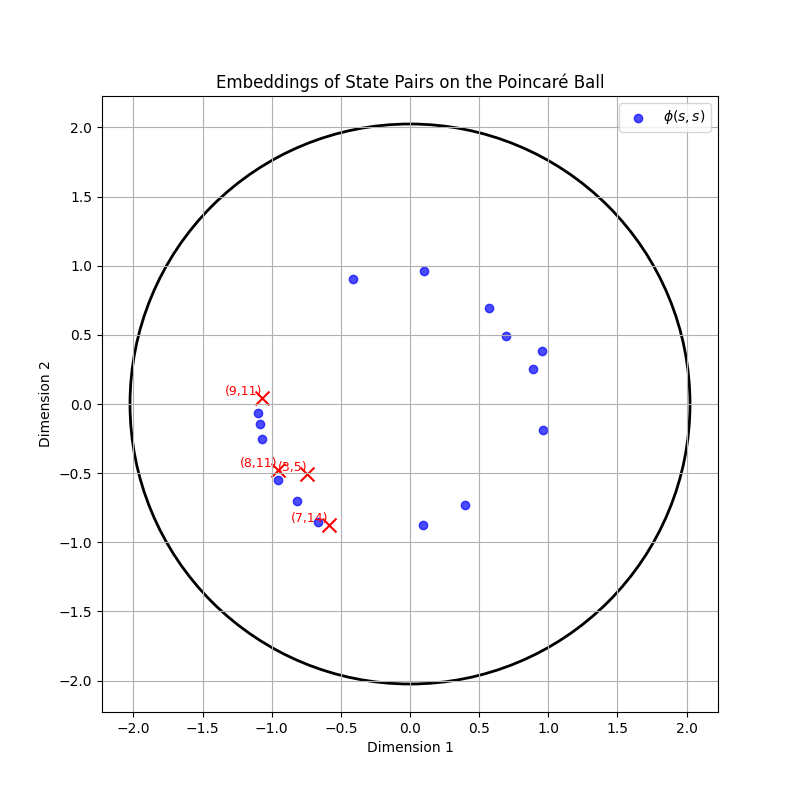 Embeddings of State Pairs on the Poincaré Ball
ϕ(s, s)
2.0
1.5
1.0
0.5
0.0
−0.5
−1.0
−1.5
−2.0
Dimension 2
(9,11)
(8,11)
(3,5)
(7,14)
−2.0 −1.5 −1.0 −0.5 0.0 0.5 1.0 1.5 2.0
Dimension 1